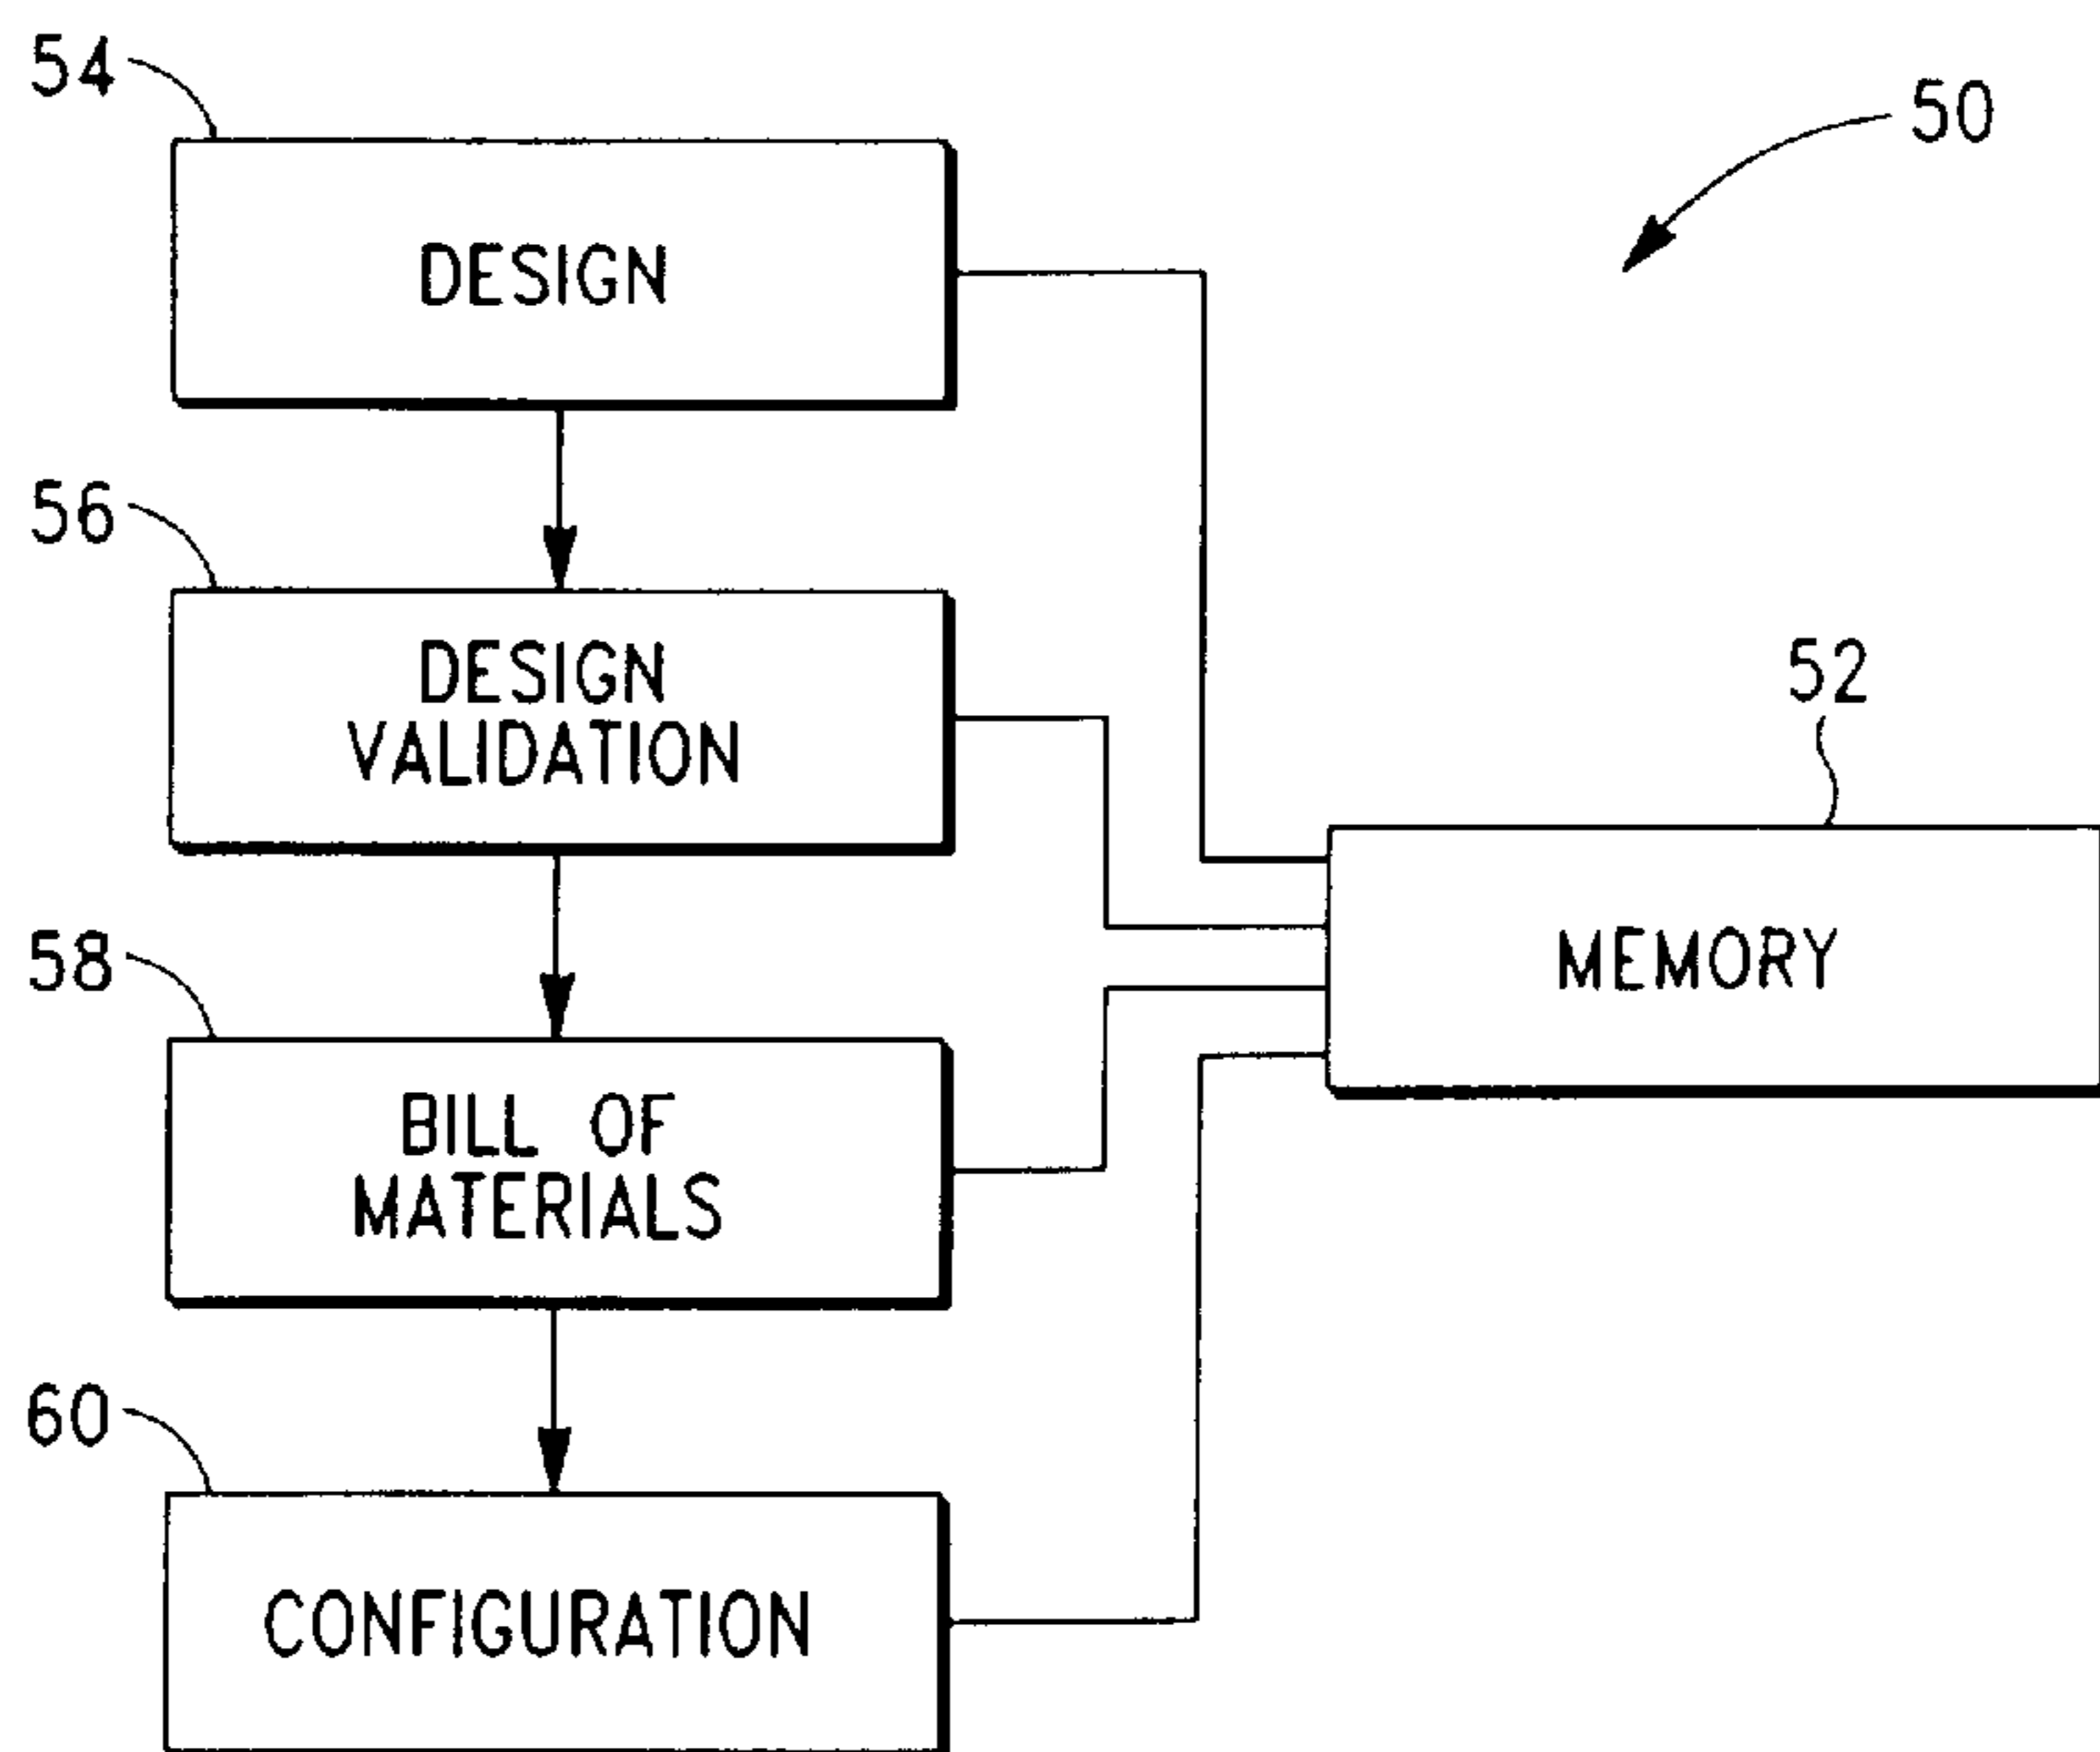 54
50
DESIGN
56
DESIGN
VALIDATION
52
58
MEMORY
BILL OF
MATERIALS
60
CONFIGURATION